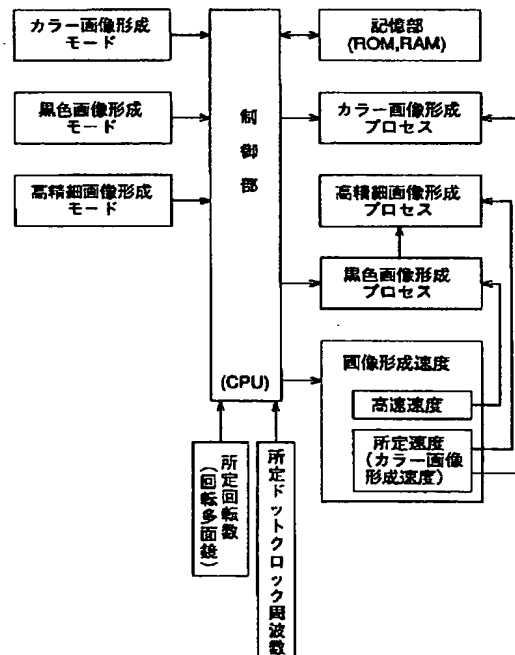 カラー画像形成
モード
黒色画像形成
モード
高精細画像形成
モード
制御部
(CPU)
記憶部
(ROM,RAM)
カラー画像形成
プロセス
高精細画像形成
プロセス
黒色画像形成
プロセス
画像形成速度
高速速度
所定速度
(カラー画像
形成速度)
所定回転数
(回転多面鏡)
所定ドットクロック周波数